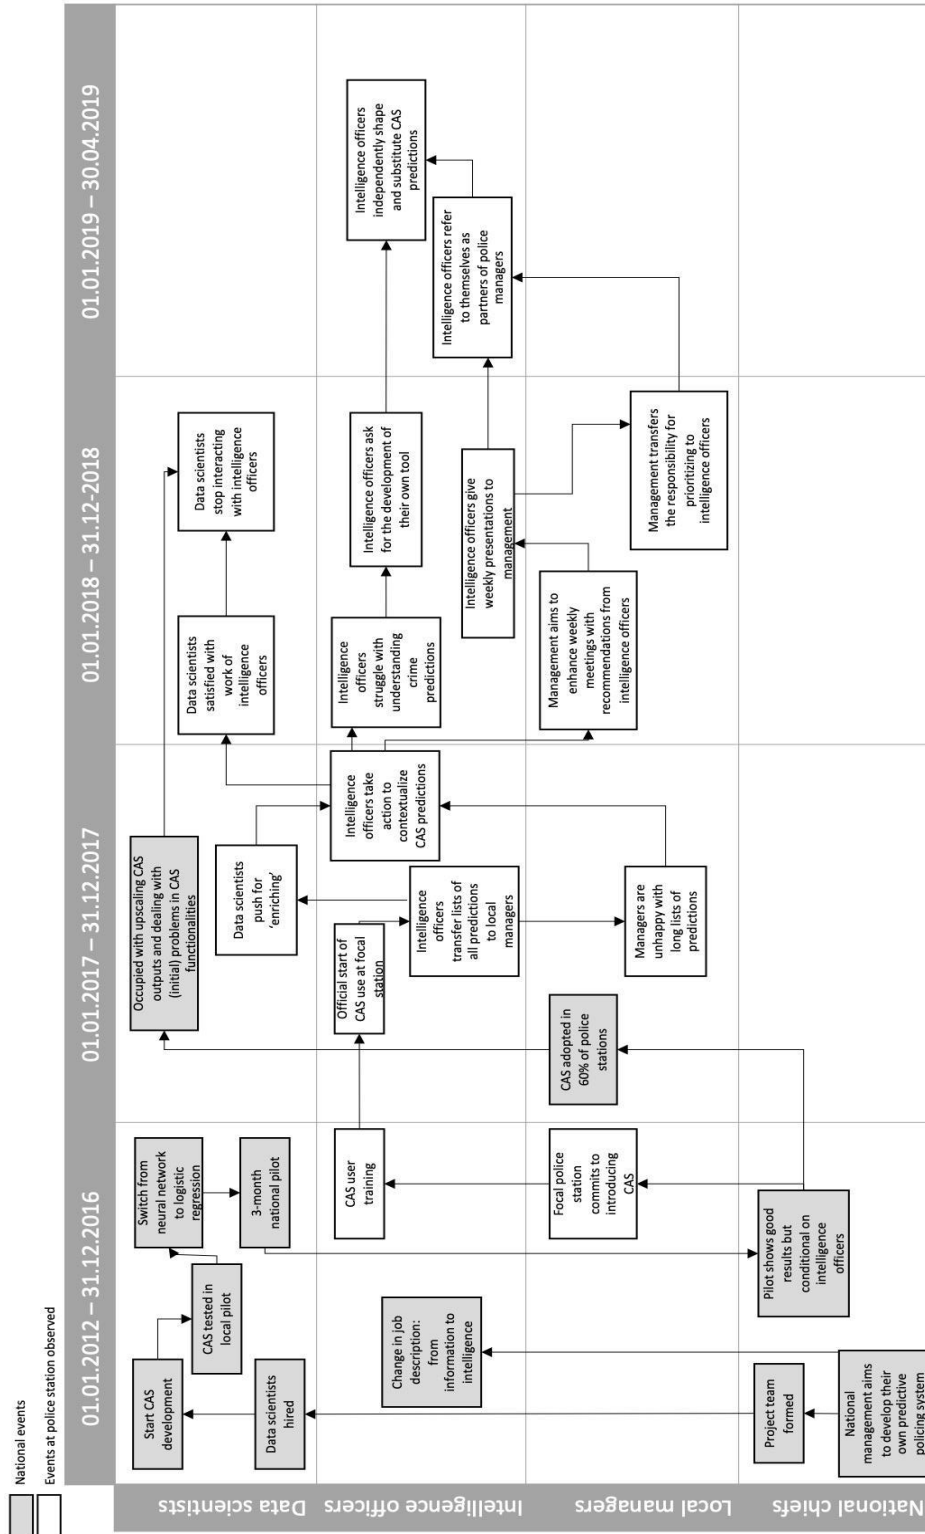 National events
Events at police station observed
01.01.2012 – 31.12.2016
01.01.2017 – 31.12.2017
01.01.2018 – 31.12-2018
01.01.2019 – 30.04.2019
Data scientists
Start CAS
development
Data scientists
hired
CAS tested in
local pilot
Switch from
neural network
to logistic
regression
3-month
national pilot
Occupied with upscaling CAS
outputs and dealing with
(initial) problems in CAS
functionalities
Data scientists
push for
‘enriching’
Data scientists
satisfied with
work of
intelligence
officers
Data scientists
stop interacting
with intelligence
officers
Intelligence officers
Change in job
description:
from
information to
intelligence
CAS user
training
Official start of
CAS use at focal
station
Intelligence
officers
transfer lists of
all predictions
to local
managers
Intelligence
officers take
action to
contextualize
CAS predictions
Intelligence
officers
struggle with
understanding
crime
predictions
Intelligence officers ask
for the development of
their own tool
Intelligence officers give
weekly presentations to
management
Intelligence officers
independently shape
and substitute CAS
predictions
Intelligence officers refer
to themselves as
partners of police
managers
Local managers
Focal police
station
commits to
introducing
CAS
CAS adopted in
60% of police
stations
Managers are
unhappy with
long lists of
predictions
Management aims to
enhance weekly
meetings with
recommendations from
intelligence officers
Management transfers
the responsibility for
prioritizing to
intelligence officers
National chiefs
Project team
formed
National
management aims
to develop their
own predictive
policing system
Pilot shows good
results but
conditional on
intelligence
officers